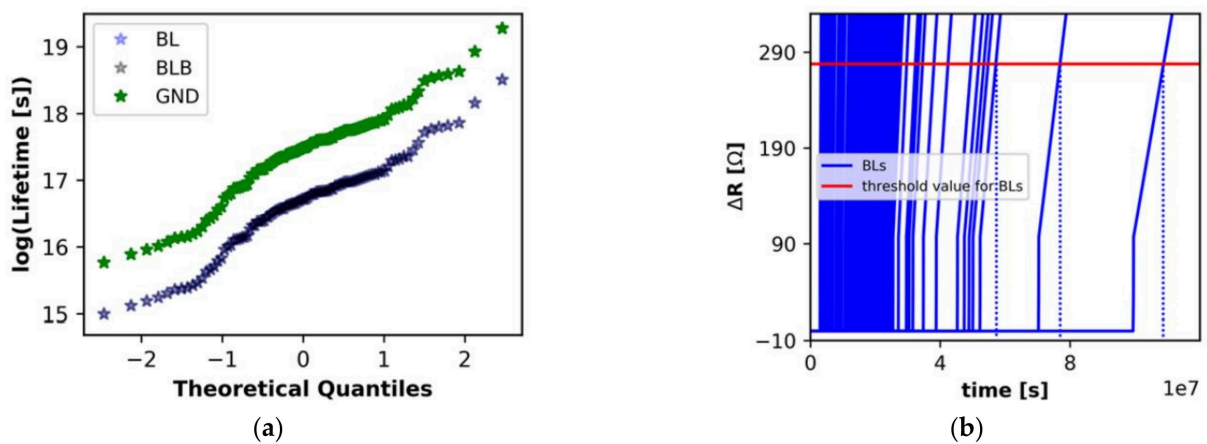 log(Lifetime [s])
19
18
17
16
15
BL
BLB
GND
−2
−1
0
1
2
Theoretical Quantiles
(a)
ΔR [Ω]
290
190
90
−10
BLs
threshold value for BLs
0
4
8
1e7
time [s]
(b)